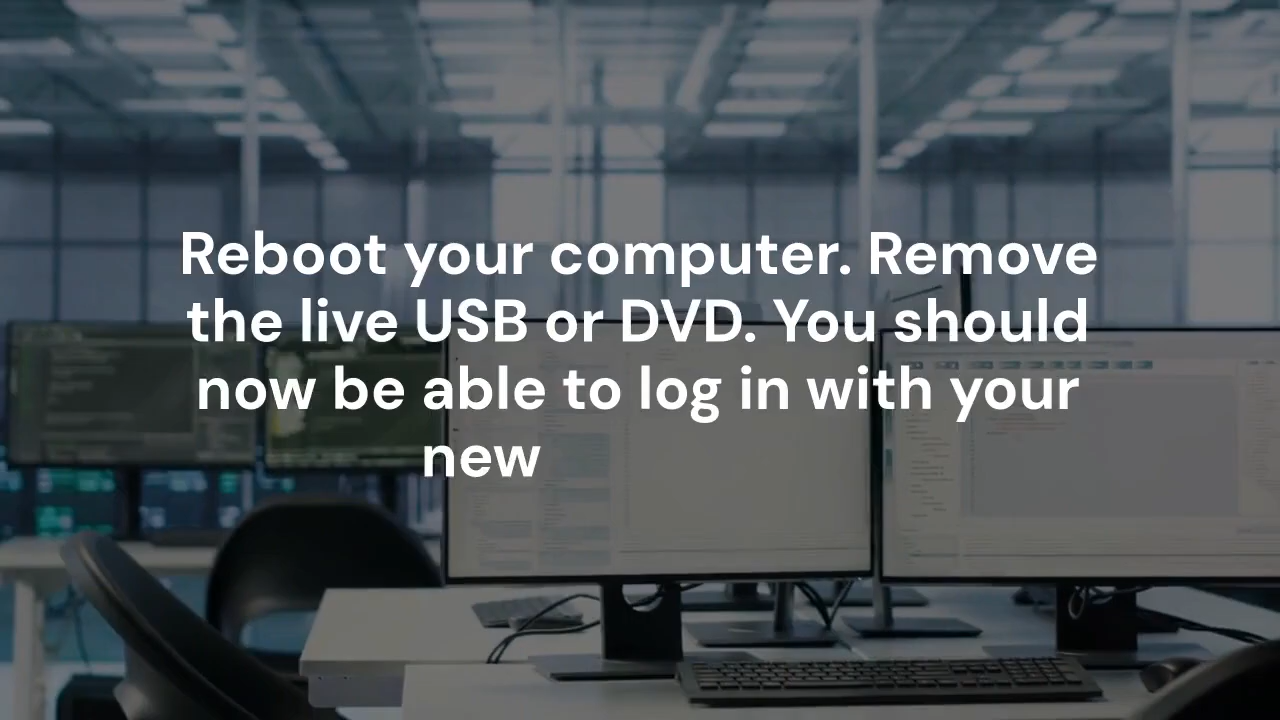 Reboot your computer. Remove
the live USB or DVD. You should
now be able to log in with your
new